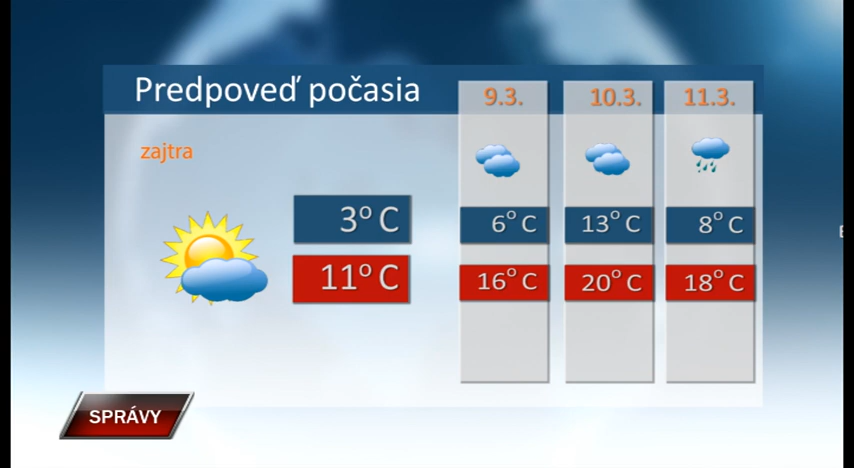 Predpoveď počasia
zajtra
3° C
11° C
9.3.
6° C
16° C
10.3.
13° C
20° C
11.3.
8° C
18° C
SPRÁVY